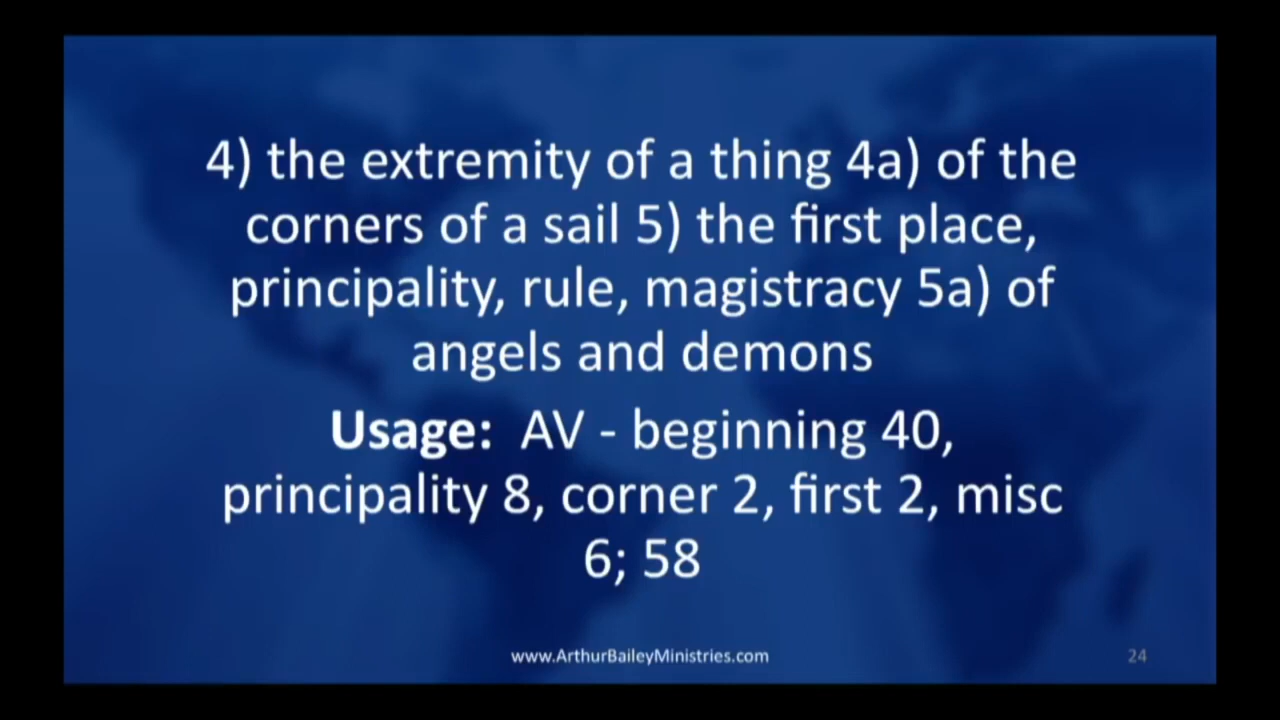 4) the extremity of a thing 4a) of the
corners of a sail 5) the first place,
principality, rule, magistracy 5a) of
angels and demons
Usage: AV - beginning 40,
principality 8, corner 2, first 2, misc
6; 58
www.ArthurBaileyMinistries.com
24